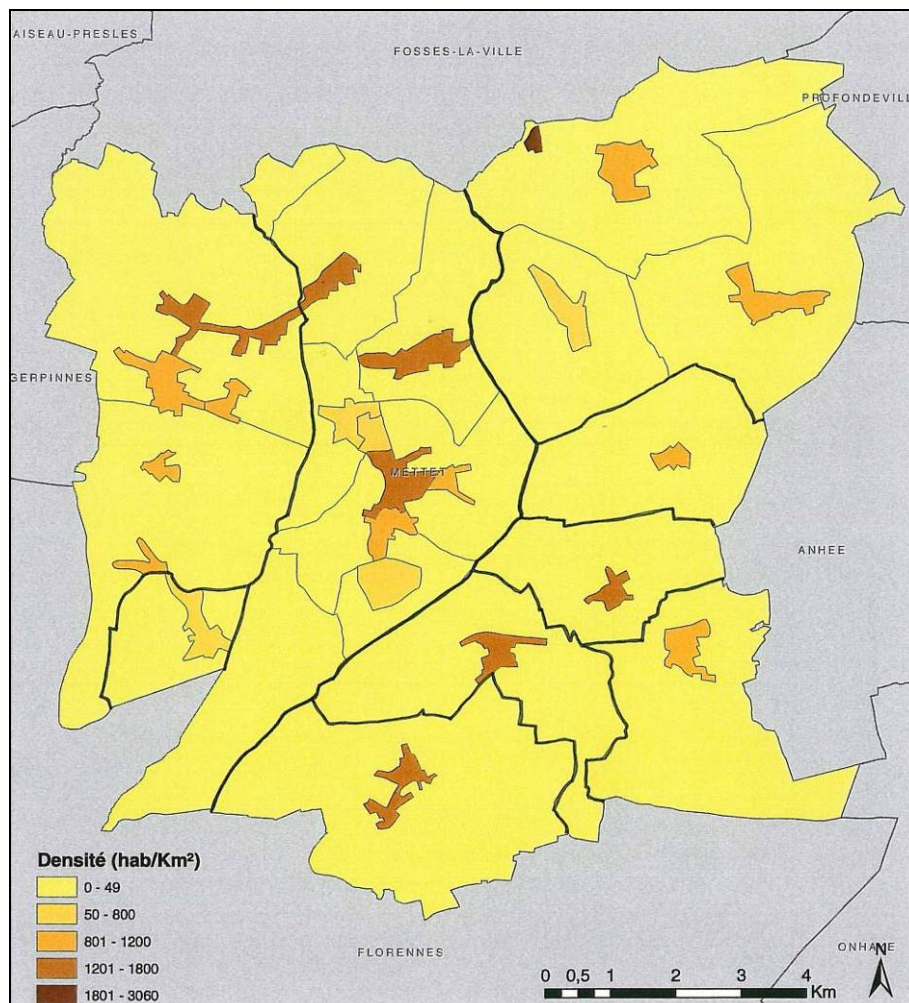 AISEAU-PRESLES
FOSSES-LA-VILLE
PROFONDEVILL
GERPINNES
METTET
ANHEE
Densité (hab/Km²)
0 - 49
50 - 800
801 - 1200
1201 - 1800
1801 - 3060
FLORENNES
ONHAYE
N
0 0,5 1 2 3 4
Km